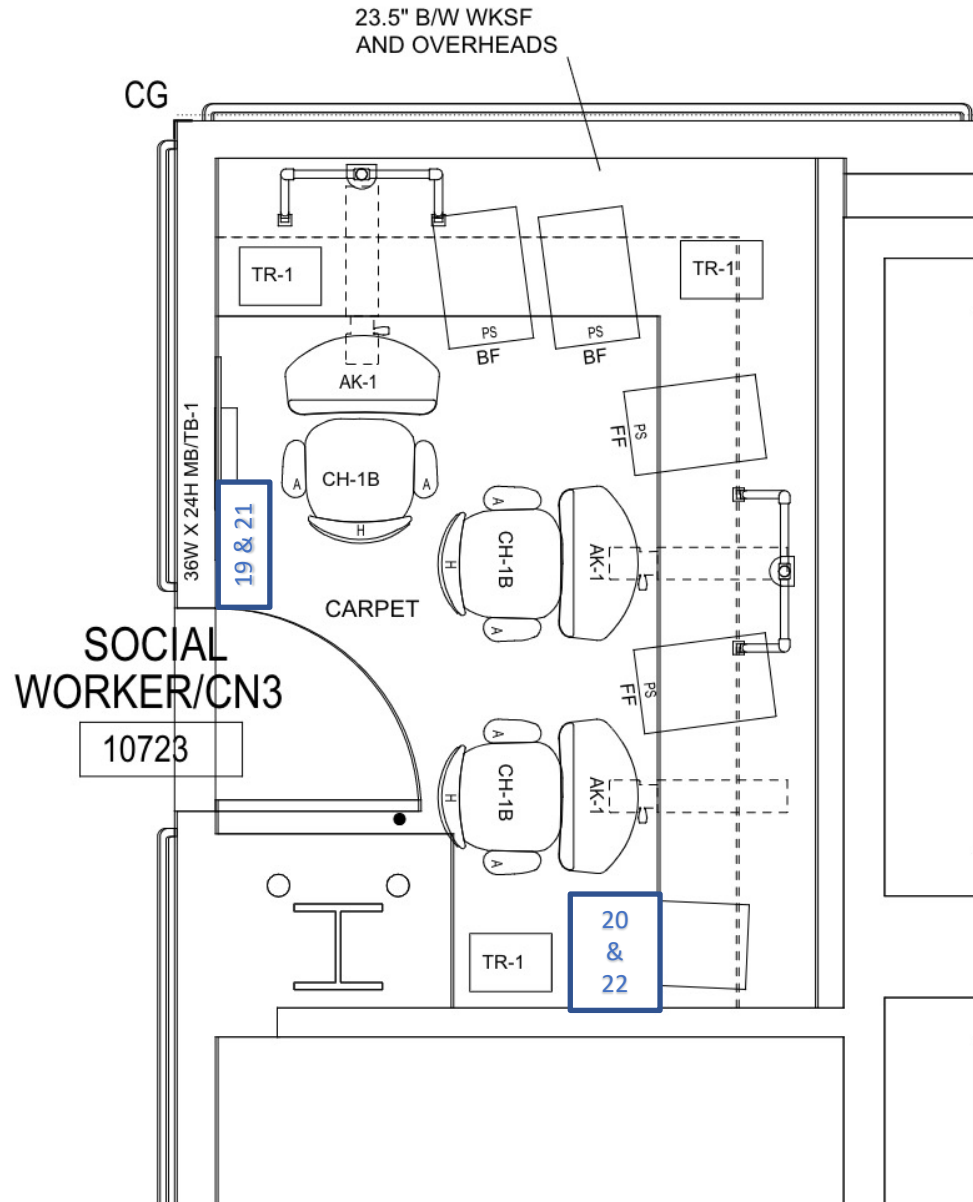 23.5" B/W WKSF
AND OVERHEADS
CG
TR-1
TR-1
PS
BF
PS
BF
AK-1
36W X 24H MB/TB-1
PS
FF
CH-1B
A
A
H
19 & 21
A
CH-1B
AK-1
H
A
CARPET
SOCIAL
WORKER/CN3
10723
PS
FF
A
CH-1B
AK-1
H
A
TR-1
20
&
22